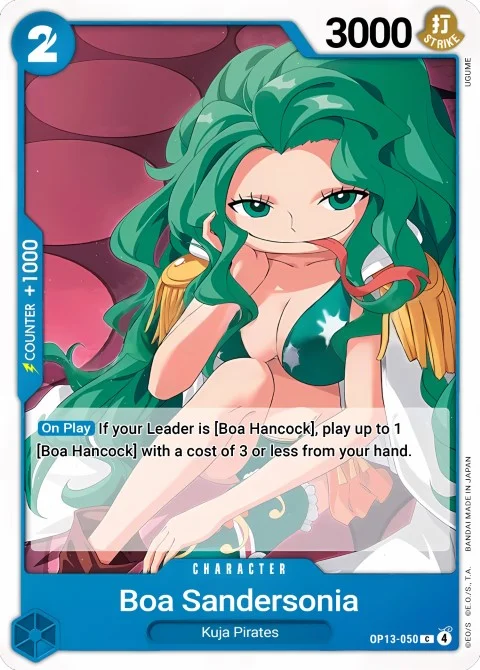 2
3000
打
STRIKE
UGUME
COUNTER +1000
On Play If your Leader is [Boa Hancock], play up to 1
[Boa Hancock] with a cost of 3 or less from your hand.
©E.O/S ©E.O./S.,T.A. BANDAI MADE IN JAPAN
CHARACTER
Boa Sandersonia
Kuja Pirates
OP13-050 C 4